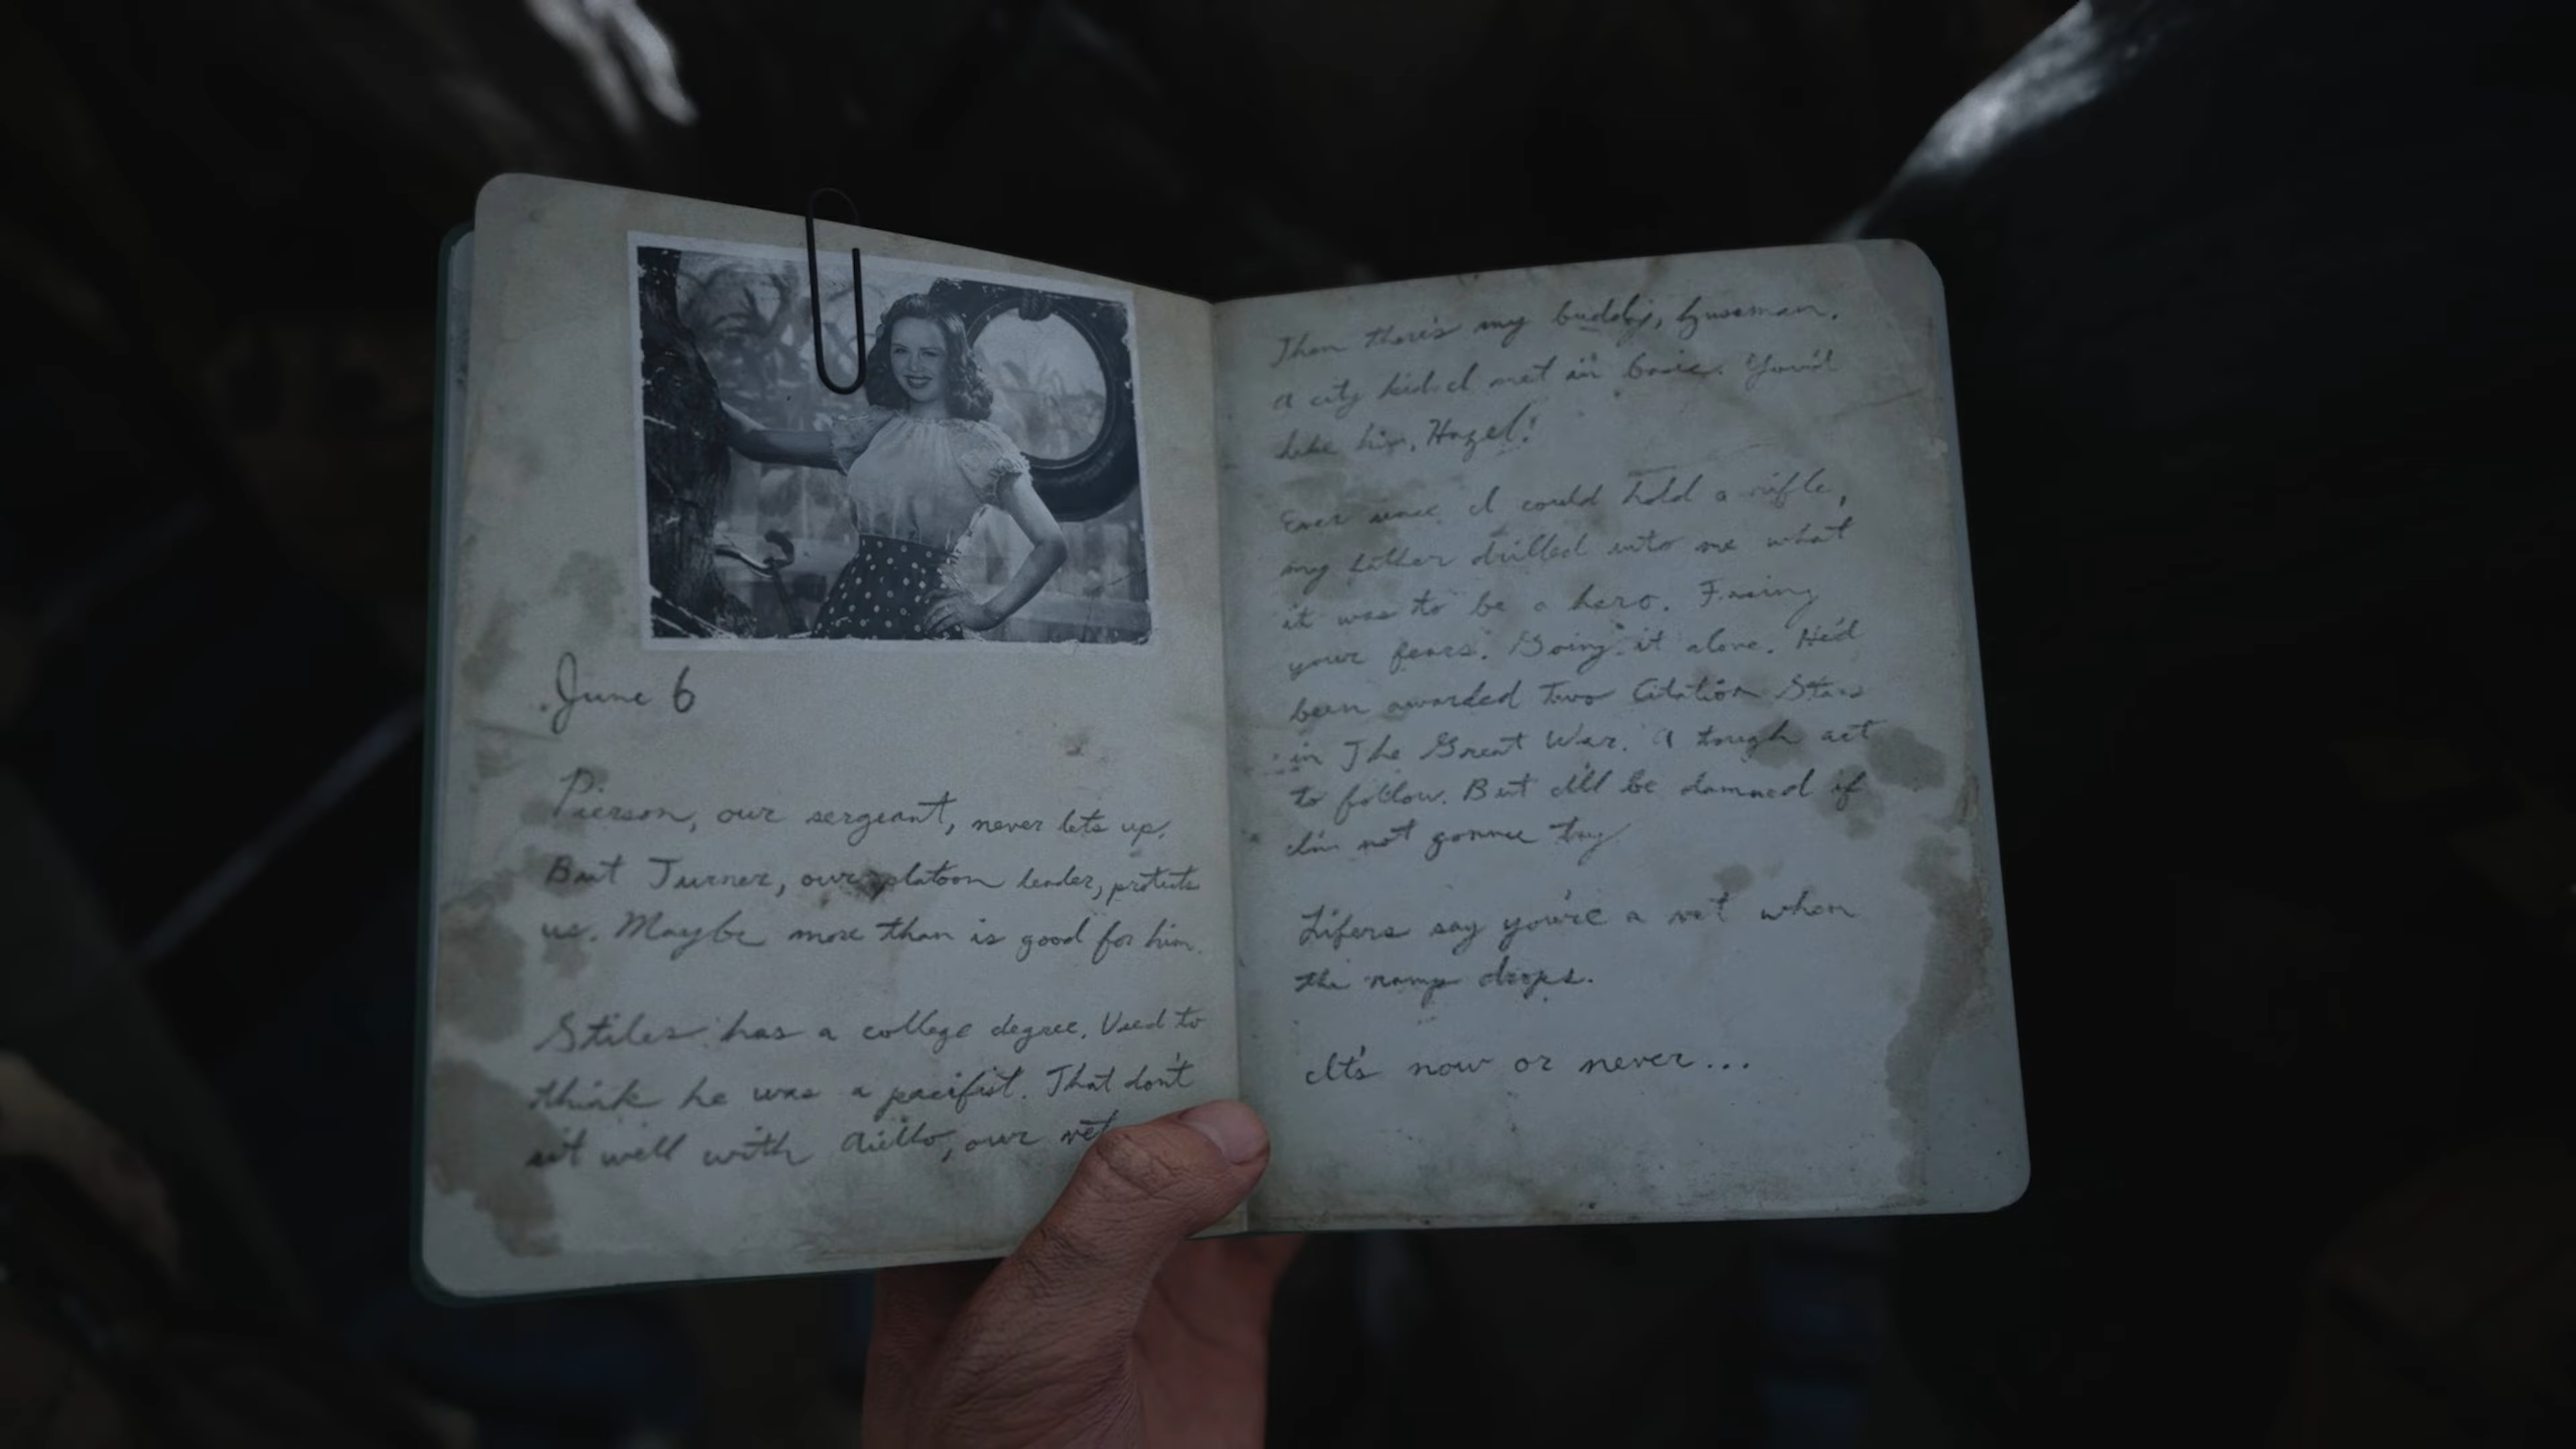 June 6
Pierson, our sergeant, never lets up.
But Turner, our platoon leader, protects
us. Maybe more than is good for him.
Stiles has a college degree. Used to
think he was a pacifist. That don't
sit well with Aiello, our vet
Then there's my buddy, Zussman.
A city kid I met in basic. You'd
like him, Hazel!
Ever since I could hold a rifle,
my father drilled into me what
it was to be a hero. Facing
your fears. Going it alone. He'd
been awarded two Citation Stars
in The Great War. A tough act
to follow. But I'll be damned if
I'm not gonna try
Lifers say you're a vet when
the ramp drops.
It's now or never...